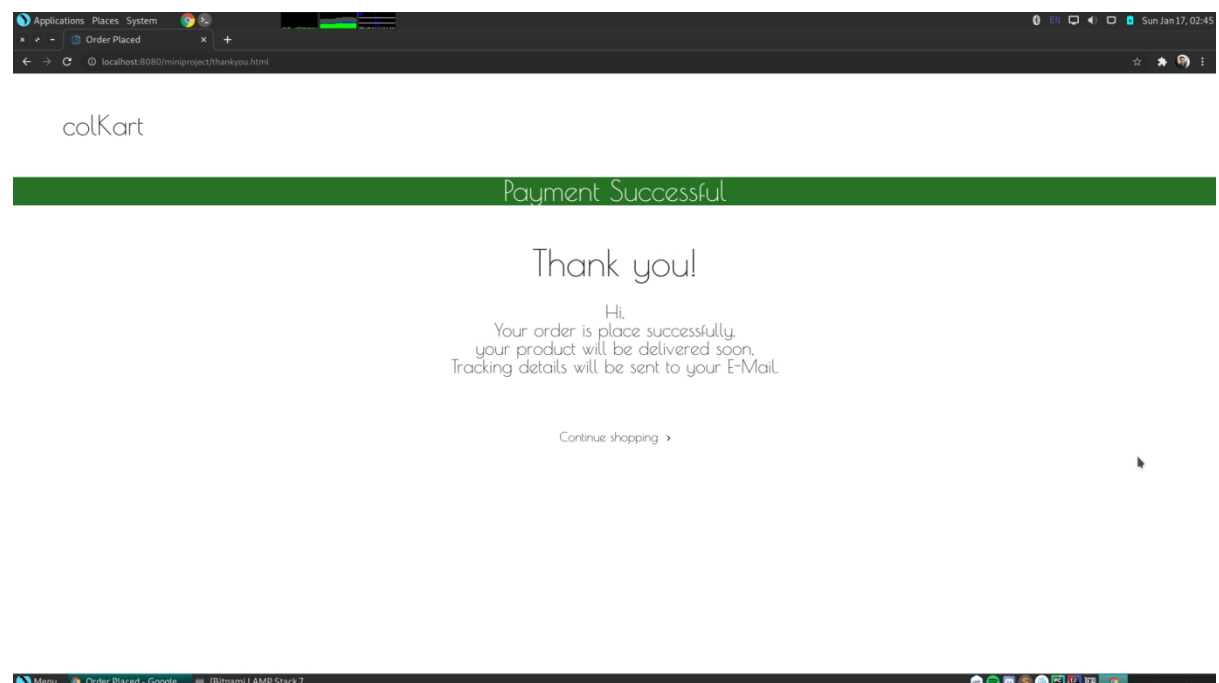 Applications Places System
EN
Sun Jan 17, 02:45
Order Placed
localhost:8080/miniproject/thankyou.html
colKart
Payment Successful
Thank you!
Hi,
Your order is place successfully.
your product will be delivered soon,
Tracking details will be sent to your E-Mail.
Continue shopping ›
Menu
Order Placed - Google
[Bitnami LAMP Stack 7